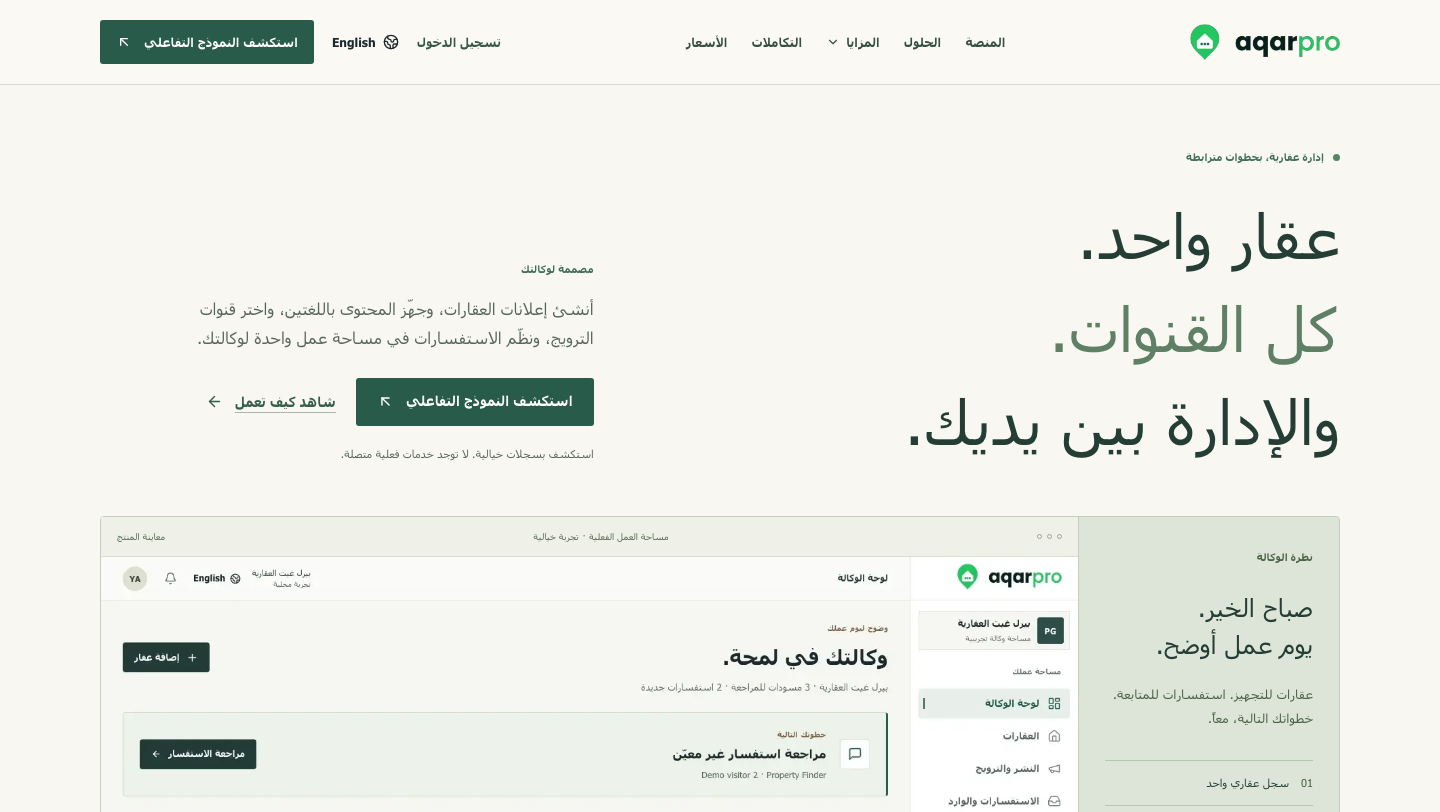 aqarpro
المنصة
الحلول
المزايا
التكاملات
الأسعار
تسجيل الدخول
English
استكشف النموذج التفاعلي
إدارة عقارية، بخطوات مترابطة
عقار واحد.
كل القنوات.
والإدارة بين يديك.
مصممة لوكالتك
أنشئ إعلانات العقارات، وجهّز المحتوى باللغتين، واختر قنوات
الترويج، ونظّم الاستفسارات في مساحة عمل واحدة لوكالتك.
استكشف النموذج التفاعلي
شاهد كيف تعمل
استكشف بسجلات خيالية. لا توجد خدمات فعلية متصلة.
نظرة الوكالة
صباح الخير.
يوم عمل أوضح.
عقارات للتجهيز. استفسارات للمتابعة.
خطواتك التالية، معاً.
01 سجل عقاري واحد
مساحة العمل الفعلية · تجربة خيالية
معاينة المنتج
aqarpro
PG
بيرل غيت العقارية
مساحة وكالة تجريبية
مساحة عملك
لوحة الوكالة
العقارات
النشر والترويج
الاستفسارات والوارد
لوحة الوكالة
بيرل غيت العقارية
تجربة محلية
English
YA
وضوح ليوم عملك
وكالتك في لمحة.
بيرل غيت العقارية · 3 مسودات للمراجعة · 2 استفسارات جديدة
إضافة عقار
خطوتك التالية
مراجعة استفسار غير معيّن
Demo visitor 2 · Property Finder
مراجعة الاستفسار